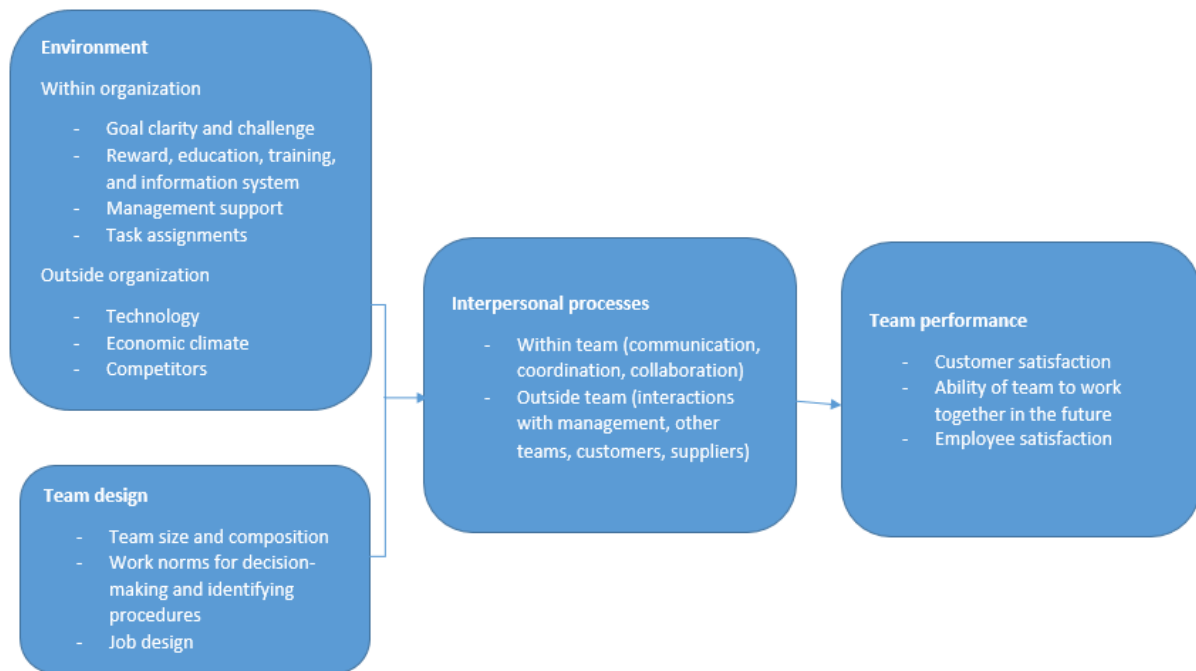 Environment
Within organization
- Goal clarity and challenge
- Reward, education, training,
and information system
- Management support
- Task assignments
Outside organization
- Technology
- Economic climate
- Competitors
Team design
- Team size and composition
- Work norms for decision-
making and identifying
procedures
- Job design
Interpersonal processes
- Within team (communication,
coordination, collaboration)
- Outside team (interactions
with management, other
teams, customers, suppliers)
Team performance
- Customer satisfaction
- Ability of team to work
together in the future
- Employee satisfaction